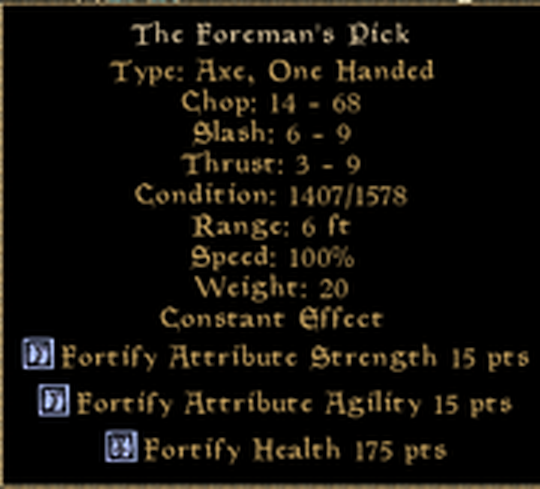 The Foreman's Pick
Type: Axe, One Handed
Chop: 14 - 68
Slash: 6 - 9
Thrust: 3 - 9
Condition: 1407/1578
Range: 6 ft
Speed: 100%
Weight: 20
Constant Effect
Fortify Attribute Strength 15 pts
Fortify Attribute Agility 15 pts
Fortify Health 175 pts